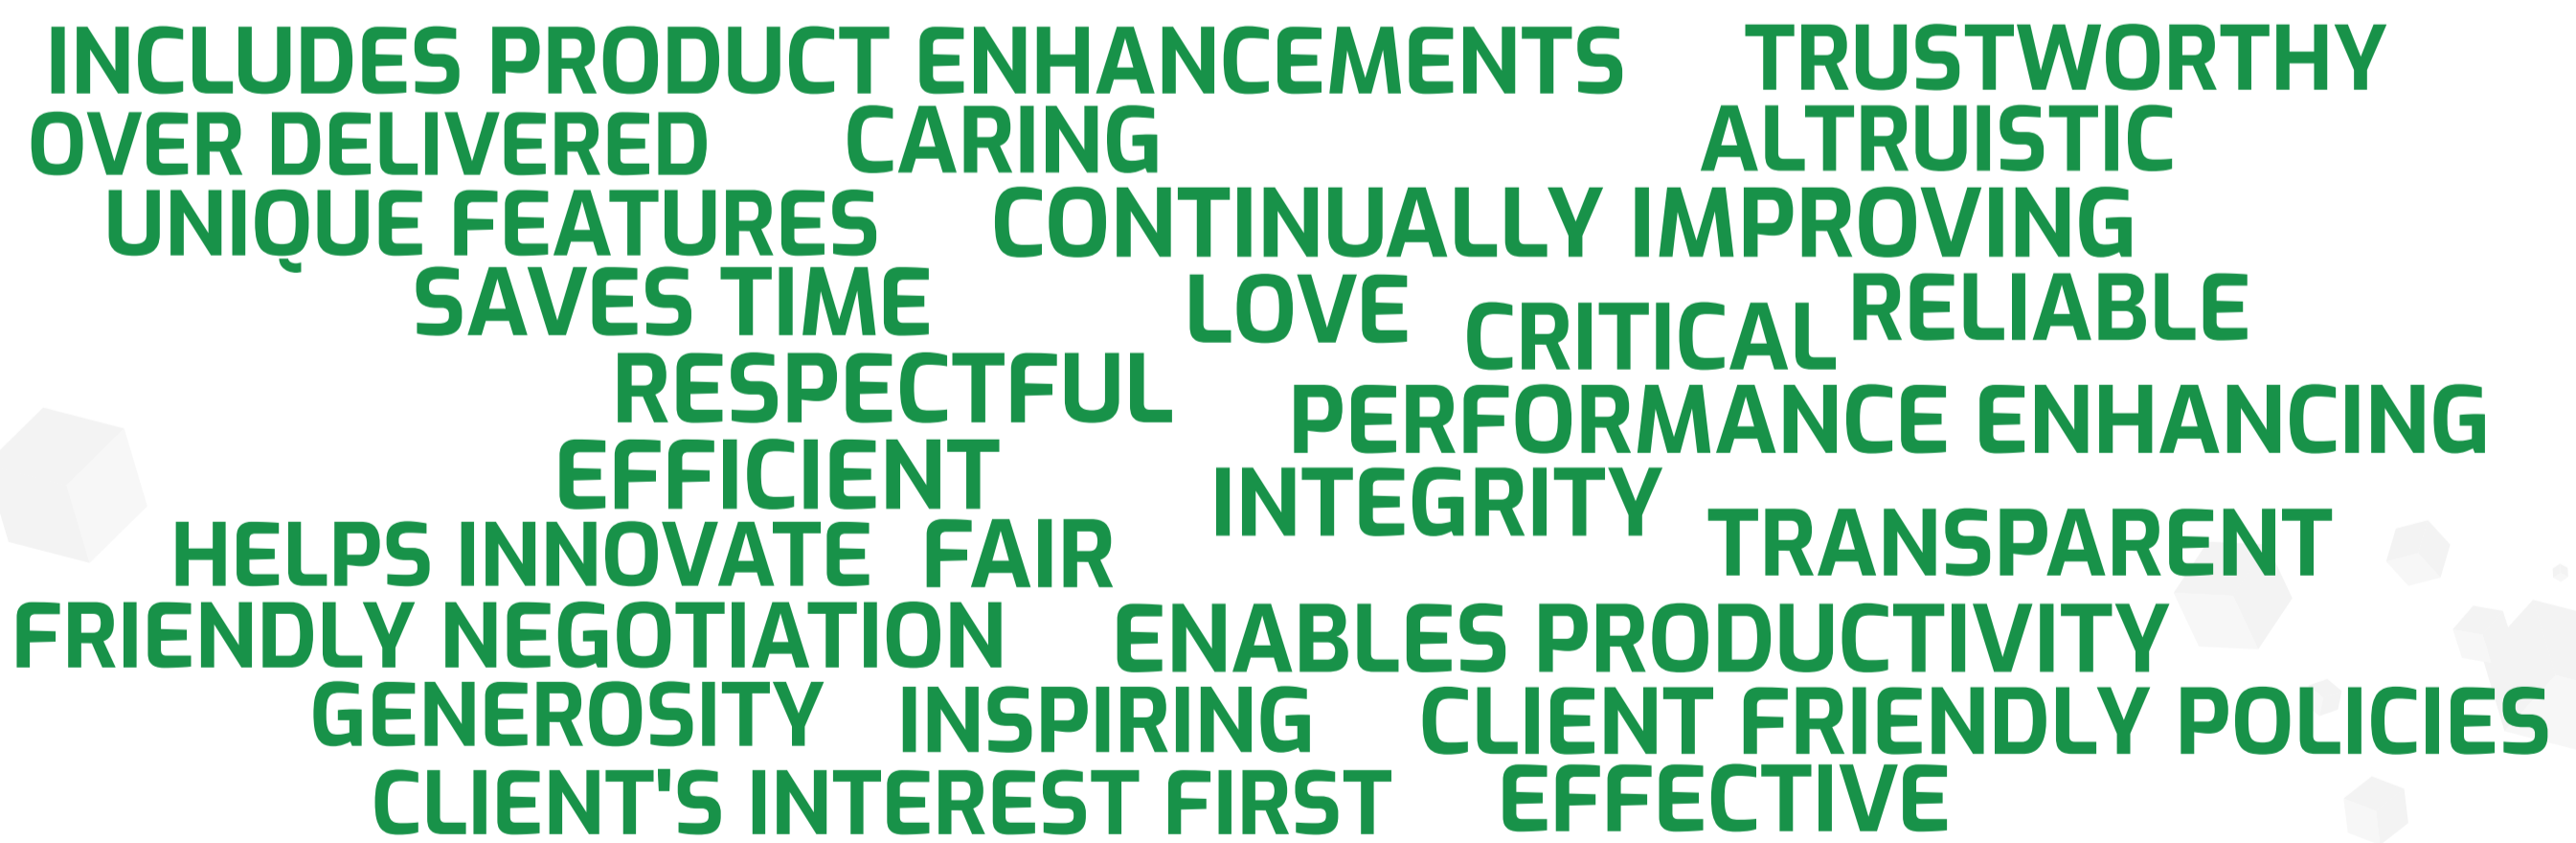 INCLUDES PRODUCT ENHANCEMENTS TRUSTWORTHY
OVER DELIVERED CARING ALTRUISTIC
UNIQUE FEATURES CONTINUALLY IMPROVING
SAVES TIME LOVE CRITICAL RELIABLE
RESPECTFUL PERFORMANCE ENHANCING
EFFICIENT INTEGRITY
HELPS INNOVATE FAIR TRANSPARENT
FRIENDLY NEGOTIATION ENABLES PRODUCTIVITY
GENEROSITY INSPIRING CLIENT FRIENDLY POLICIES
CLIENT'S INTEREST FIRST EFFECTIVE